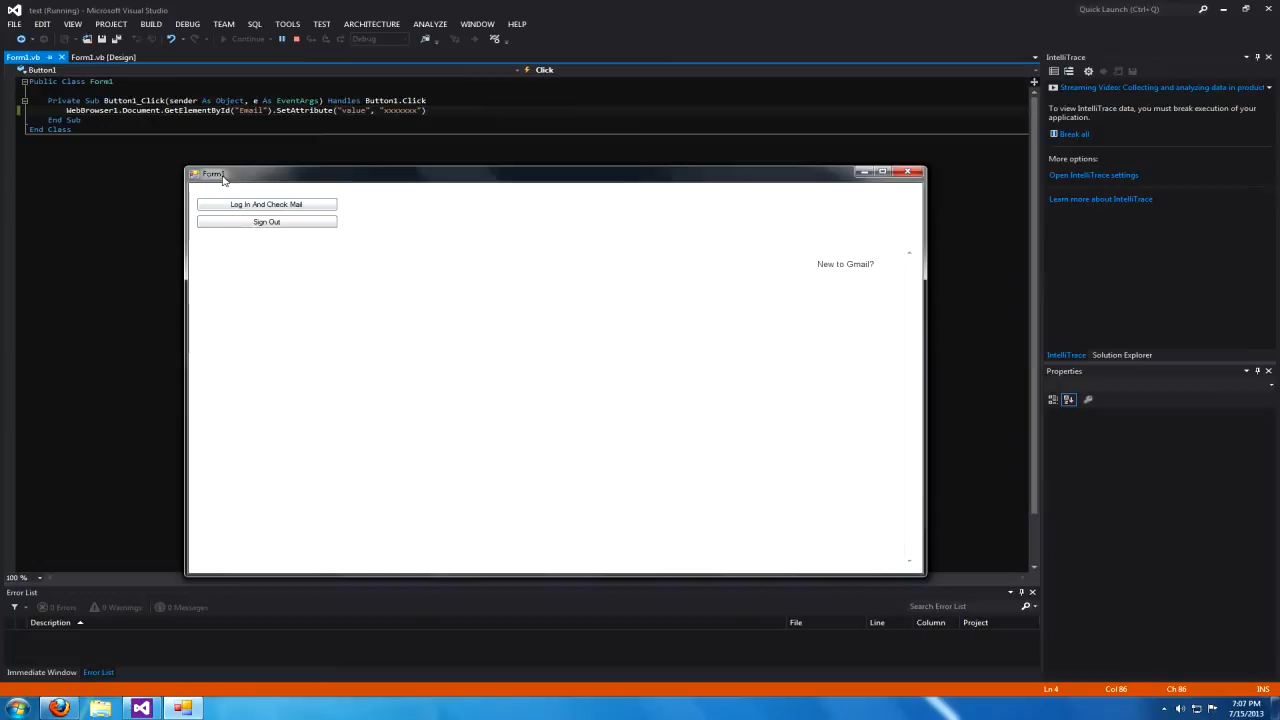 test (Running) - Microsoft Visual Studio
Quick Launch (Ctrl+Q)
FILE EDIT VIEW PROJECT BUILD DEBUG TEAM SQL TOOLS TEST ARCHITECTURE ANALYZE WINDOW HELP
Continue Debug
Form1.vb Form1.vb [Design]
Button1 Click
Public Class Form1
Private Sub Button1_Click(sender As Object, e As EventArgs) Handles Button1.Click
WebBrowser1.Document.GetElementById("Email").SetAttribute("value", "xxxxxxx")
End Sub
End Class
IntelliTrace
Streaming Video: Collecting and analyzing data in product
To view IntelliTrace data, you must break execution of your
application.
Break all
More options:
Open IntelliTrace settings
Learn more about IntelliTrace
Form1
Log In And Check Mail
Sign Out
New to Gmail?
IntelliTrace Solution Explorer
Properties
100 %
Error List
0 Errors 0 Warnings 0 Messages
Search Error List
Description File Line Column Project
Immediate Window Error List
Ln 4 Col 86 Ch 86 INS
7:07 PM
7/15/2013